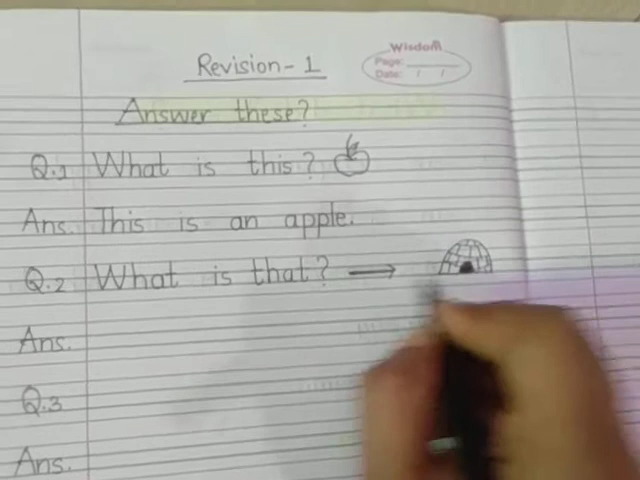 Wisdom
Revision-1
Page:
Date: / /
Answer these?
Q.1 What is this?
Ans. This is an apple.
Q.2 What is that? →
Ans.
Q.3
Ans.